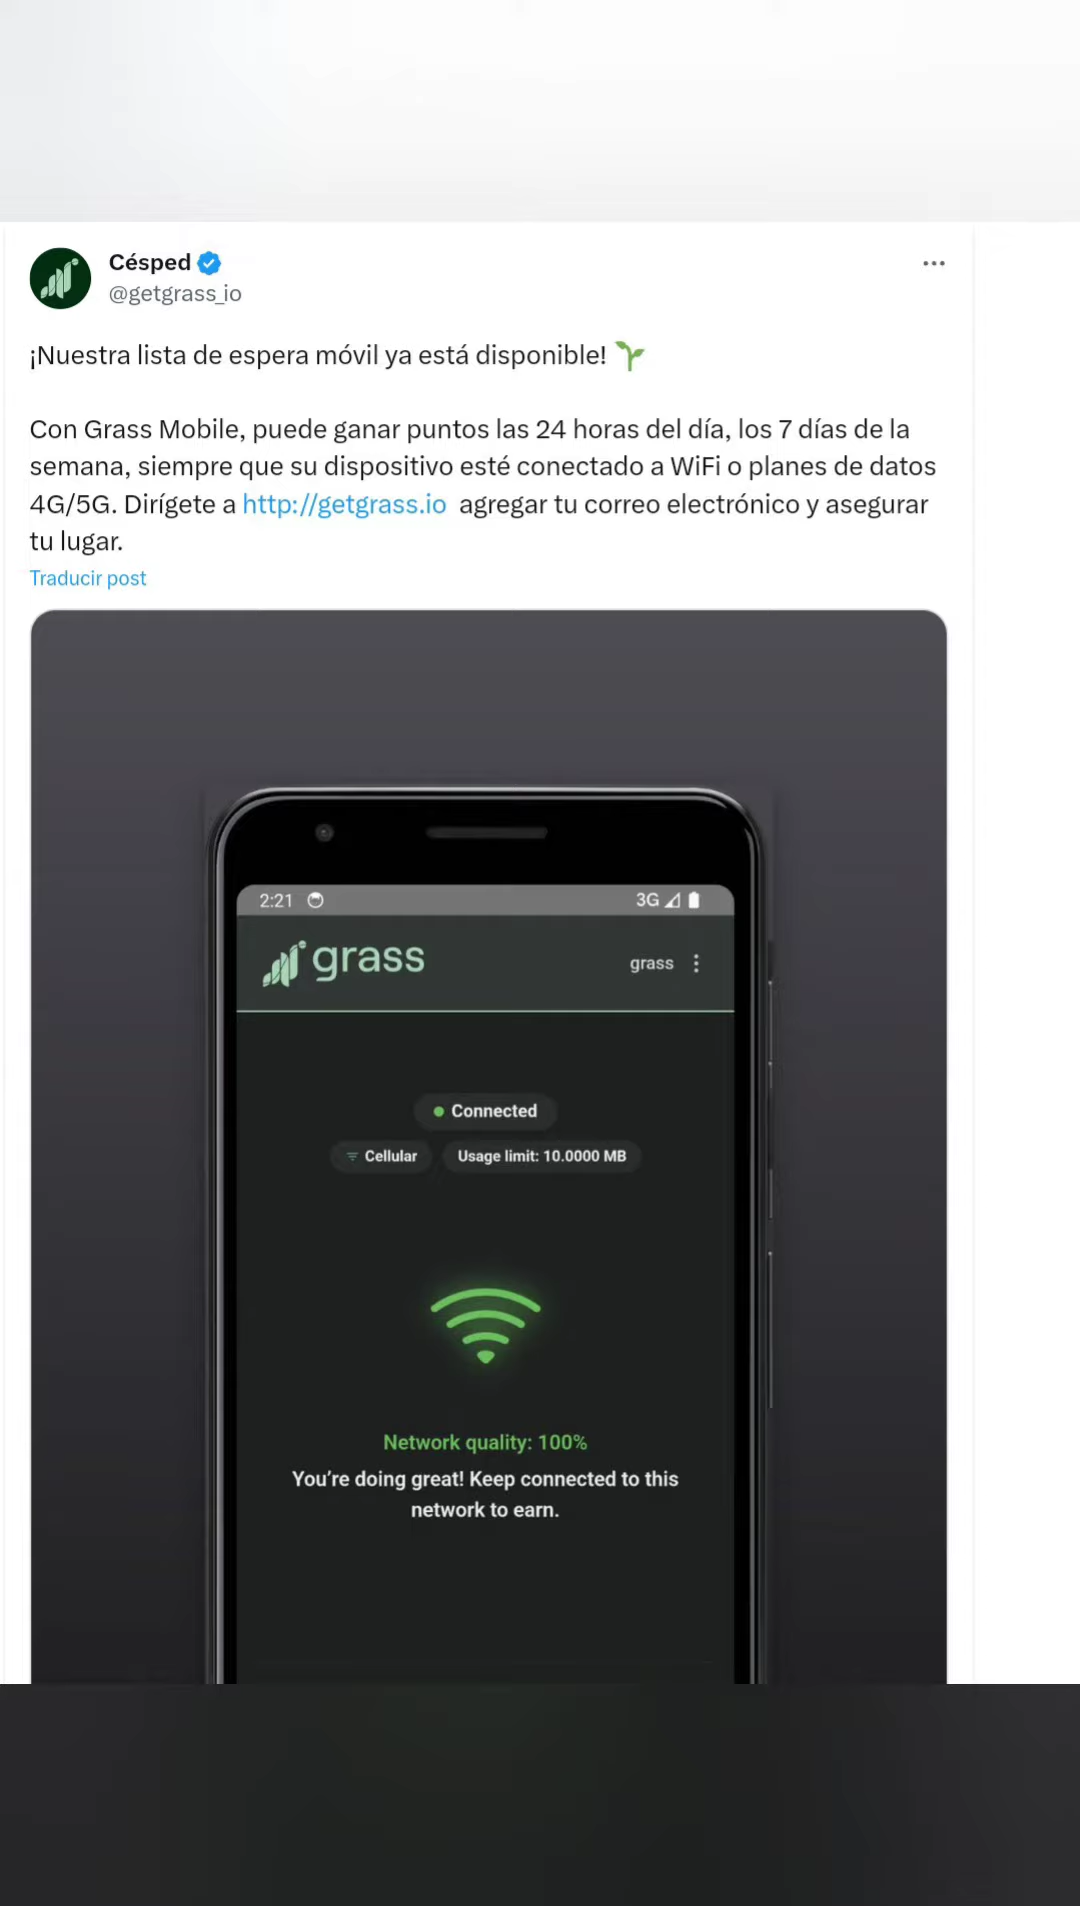 Césped
@getgrass_io
¡Nuestra lista de espera móvil ya está disponible!
Con Grass Mobile, puede ganar puntos las 24 horas del día, los 7 días de la
semana, siempre que su dispositivo esté conectado a WiFi o planes de datos
4G/5G. Dirígete a http://getgrass.io agregar tu correo electrónico y asegurar
tu lugar.
Traducir post
2:21 3G
grass grass
Connected
Cellular Usage limit: 10.0000 MB
Network quality: 100%
You’re doing great! Keep connected to this
network to earn.